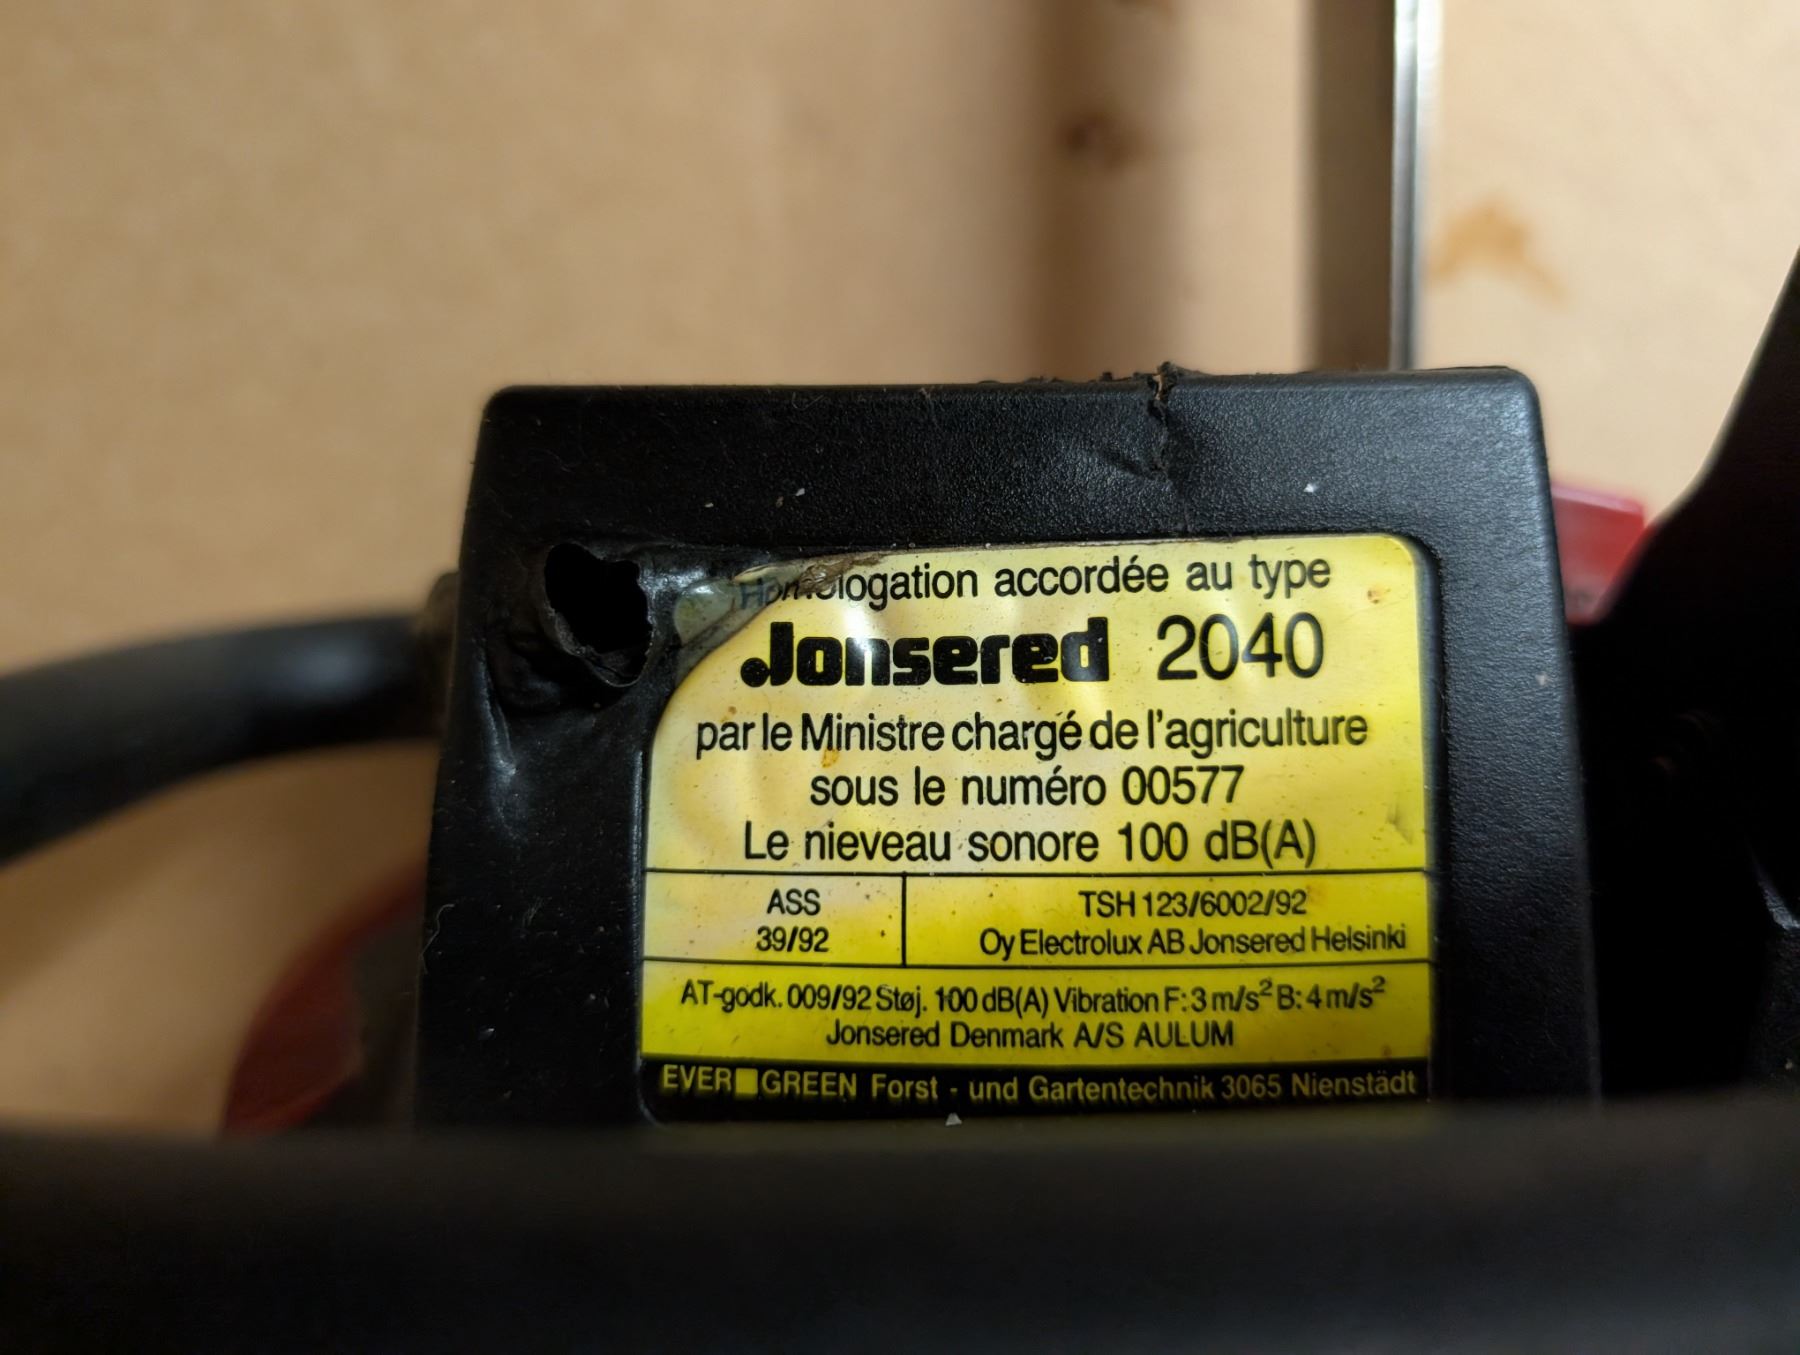 Homologation accordée au type
Jonsered 2040
par le Ministre chargé de l'agriculture
sous le numéro 00577
Le nieveau sonore 100 dB(A)
ASS
39/92
TSH 123/6002/92
Oy Electrolux AB Jonsered Helsinki
AT-godk. 009/92 Støj. 100 dB(A) Vibration F: 3 m/s² B: 4 m/s²
Jonsered Denmark A/S AULUM
EVER GREEN Forst - und Gartentechnik 3065 Nienstädt